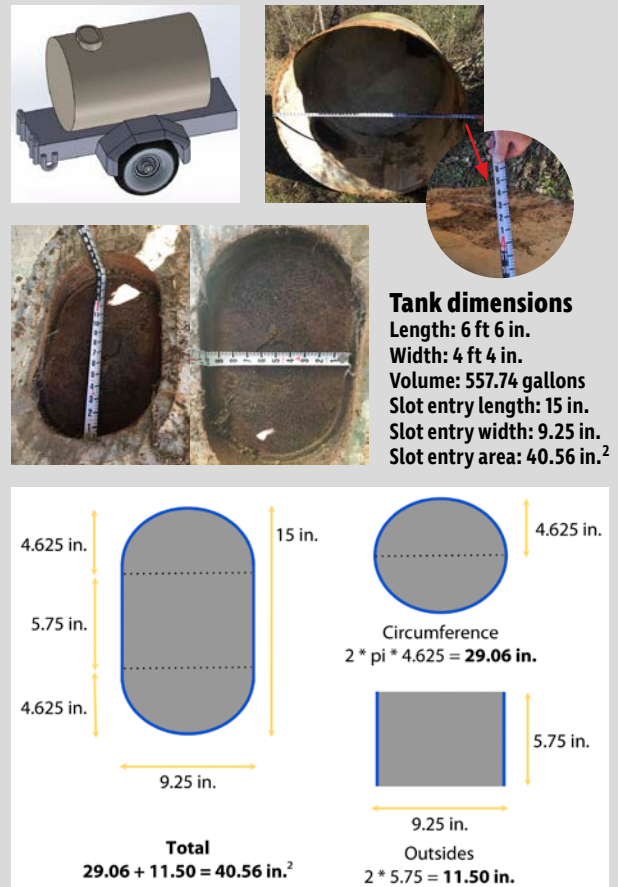 Tank dimensions
Length: 6 ft 6 in.
Width: 4 ft 4 in.
Volume: 557.74 gallons
Slot entry length: 15 in.
Slot entry width: 9.25 in.
Slot entry area: 40.56 in.²
4.625 in.
5.75 in.
4.625 in.
15 in.
9.25 in.
Total
29.06 + 11.50 = 40.56 in.²
4.625 in.
Circumference
2 * pi * 4.625 = 29.06 in.
5.75 in.
9.25 in.
Outsides
2 * 5.75 = 11.50 in.